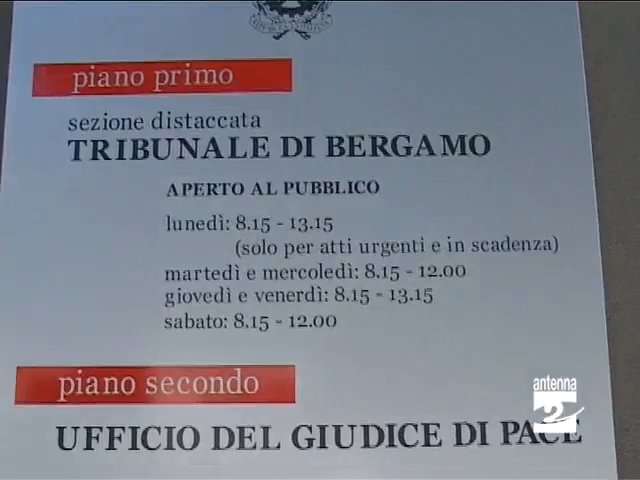 piano primo
sezione distaccata
TRIBUNALE DI BERGAMO
APERTO AL PUBBLICO
lunedì: 8.15 - 13.15
(solo per atti urgenti e in scadenza)
martedì e mercoledì: 8.15 - 12.00
giovedì e venerdì: 8.15 - 13.15
sabato: 8.15 - 12.00
piano secondo
antenna
2
UFFICIO DEL GIUDICE DI PACE